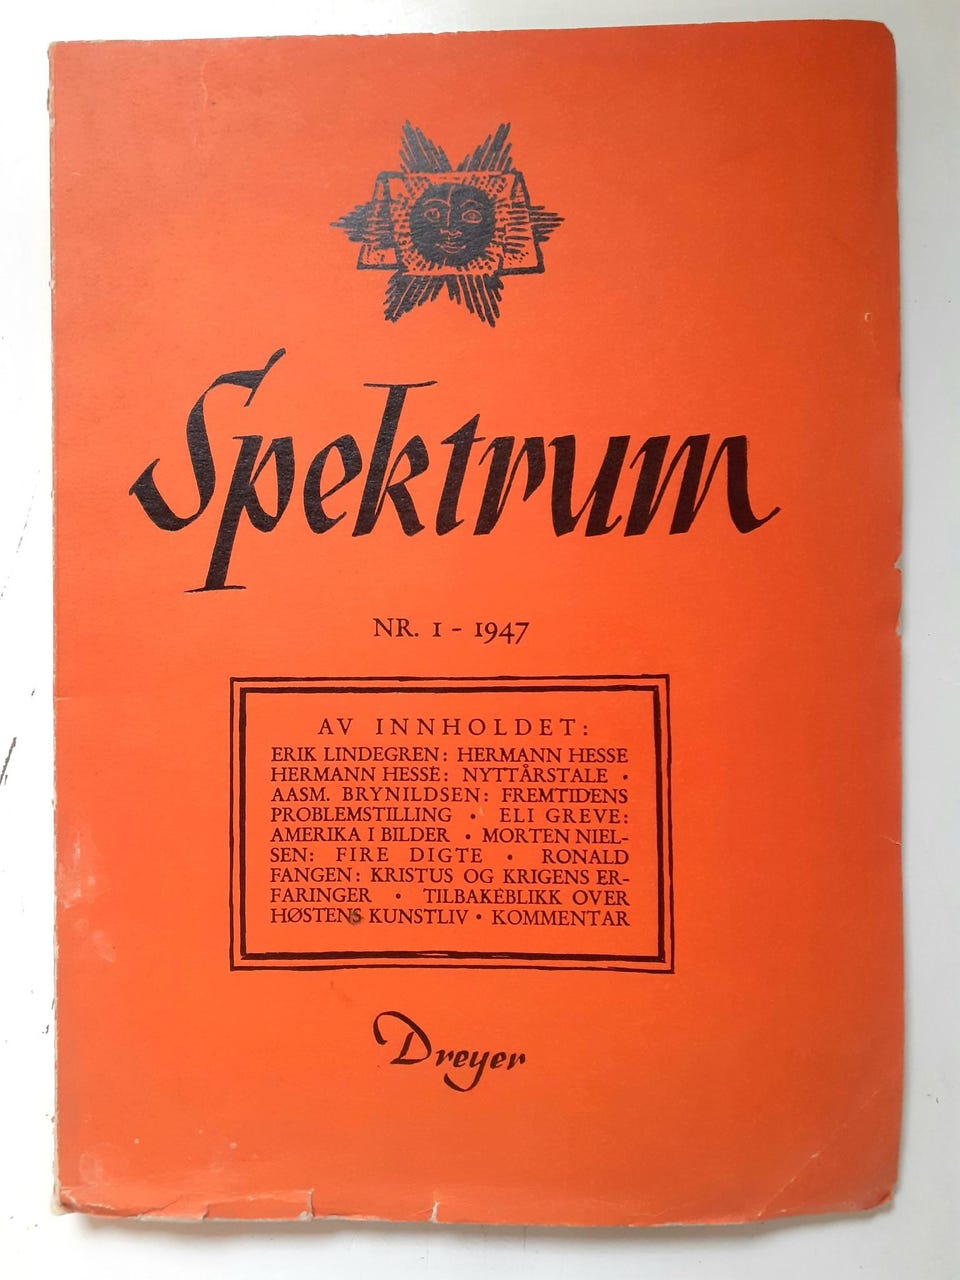 Spektrum
NR. 1 - 1947
AV INNHOLDET:
ERIK LINDEGREN: HERMANN HESSE
HERMANN HESSE: NYTTÅRSTALE •
AASM. BRYNILDSEN: FREMTIDENS
PROBLEMSTILLING • ELI GREVE:
AMERIKA I BILDER • MORTEN NIEL-
SEN: FIRE DIGTE • RONALD
FANGEN: KRISTUS OG KRIGENS ER-
FARINGER • TILBAKEBLIKK OVER
HØSTENS KUNSTLIV • KOMMENTAR
Dreyer